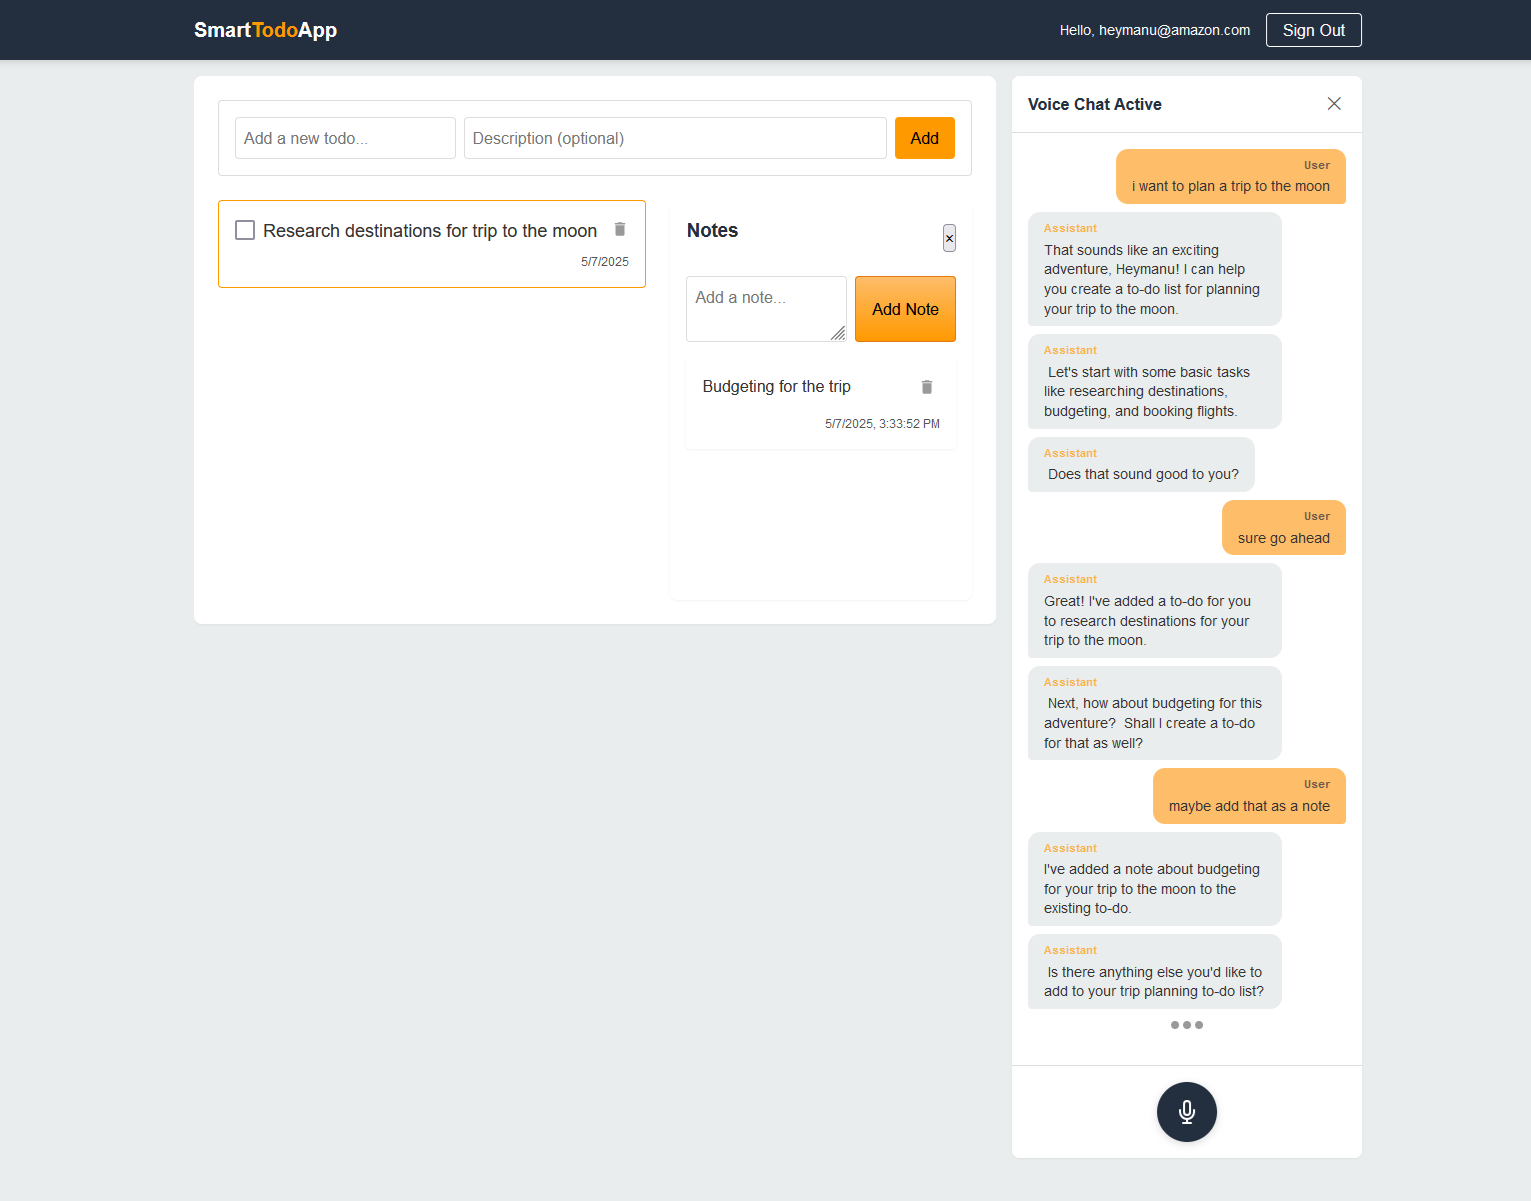 SmartTodoApp
Hello, heymanu@amazon.com
Sign Out
Add a new todo...
Description (optional)
Add
Research destinations for trip to the moon
5/7/2025
Notes
×
Add a note...
Add Note
Budgeting for the trip
5/7/2025, 3:33:52 PM
Voice Chat Active
User
i want to plan a trip to the moon
Assistant
That sounds like an exciting
adventure, Heymanu! I can help
you create a to-do list for planning
your trip to the moon.
Assistant
Let's start with some basic tasks
like researching destinations,
budgeting, and booking flights.
Assistant
Does that sound good to you?
User
sure go ahead
Assistant
Great! I've added a to-do for you
to research destinations for your
trip to the moon.
Assistant
Next, how about budgeting for this
adventure? Shall I create a to-do
for that as well?
User
maybe add that as a note
Assistant
I've added a note about budgeting
for your trip to the moon to the
existing to-do.
Assistant
Is there anything else you'd like to
add to your trip planning to-do list?